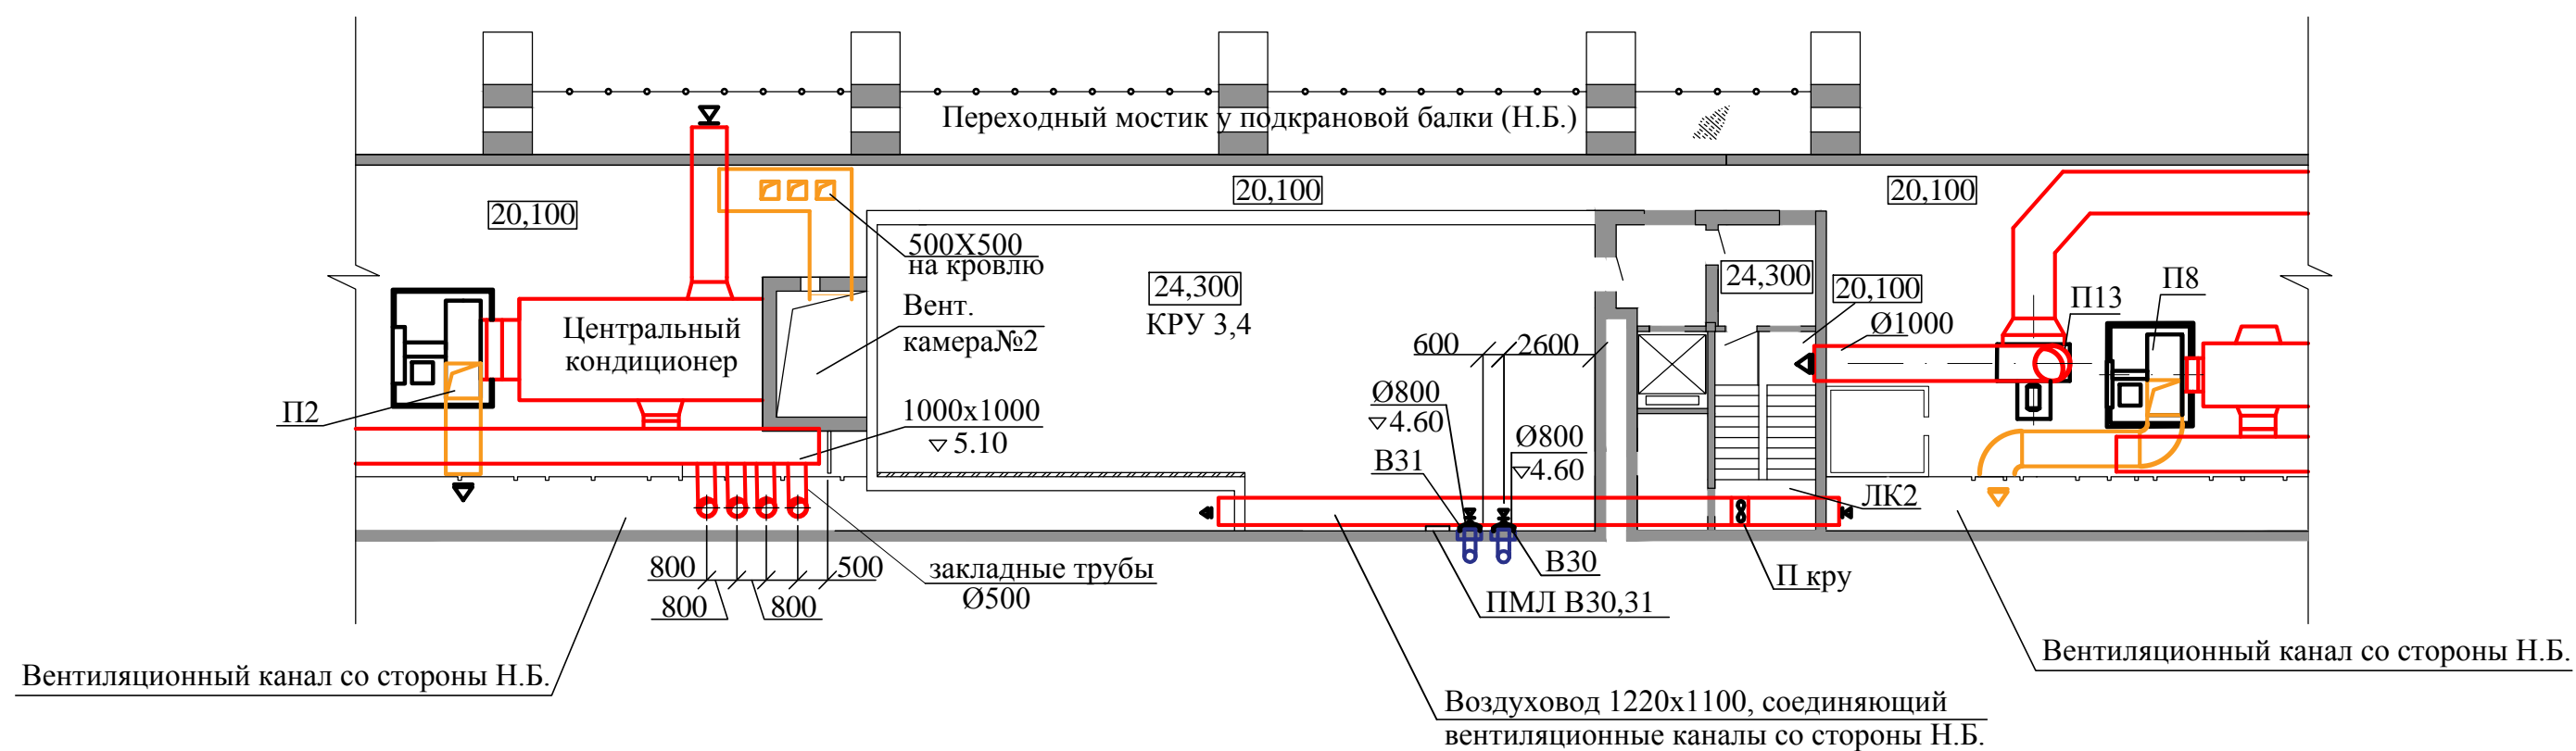 Переходный мостик у подкрановой балки (Н.Б.)
20,100
20,100
20,100
500Х500
на кровлю
24,300
КРУ 3,4
24,300
20,100
П13
П8
Ø1000
Центральный
кондиционер
Вент.
камера№2
600
2600
П2
1000х1000
5.10
Ø800
4.60
Ø800
4.60
В31
ЛК2
800
500
800
800
закладные трубы
Ø500
В30
П кру
ПМЛ В30,31
Вентиляционный канал со стороны Н.Б.
Вентиляционный канал со стороны Н.Б.
Воздуховод 1220х1100, соединяющий
вентиляционные каналы со стороны Н.Б.